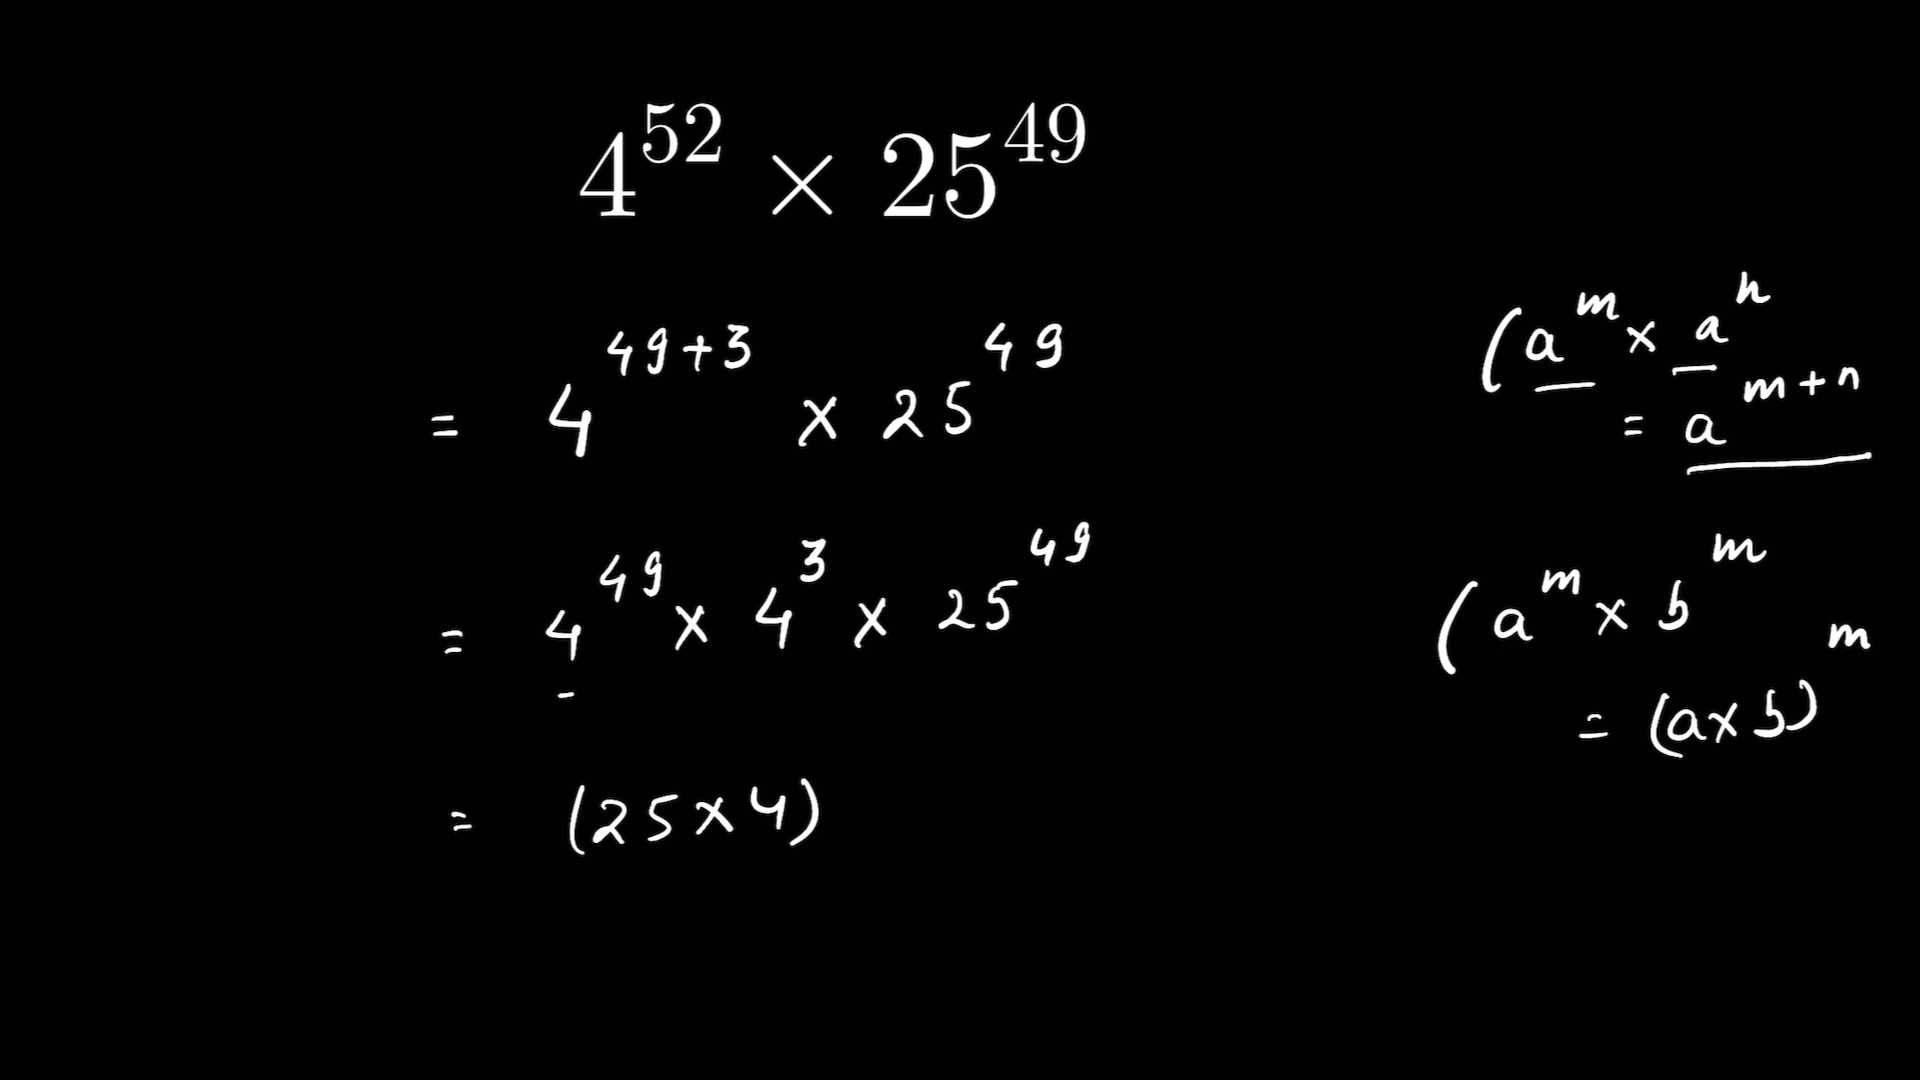 4^52 × 25^49
= 4^49+3 × 25^49
= 4^49 × 4^3 × 25^49
= (25×4)
(a^m × a^n
= a^m+n
(a^m × b^m
= (a×b)^m